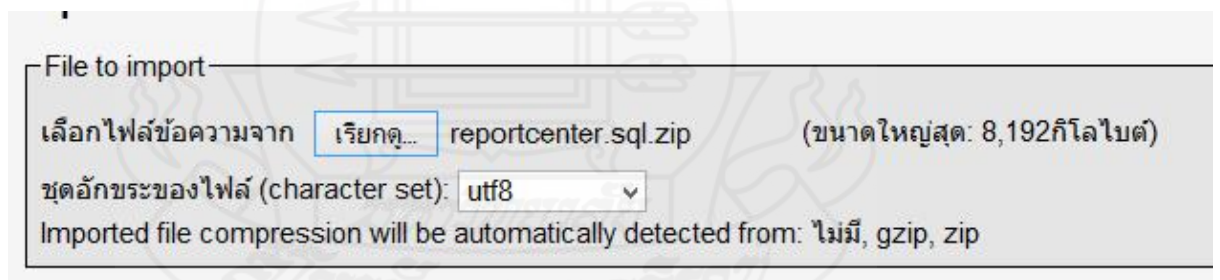 File to import
เลือกไฟล์ข้อความจาก เรียกดู... reportcenter.sql.zip (ขนาดใหญ่สุด: 8,192กิโลไบต์)
ชุดอักขระของไฟล์ (character set): utf8
Imported file compression will be automatically detected from: ไม่มี, gzip, zip